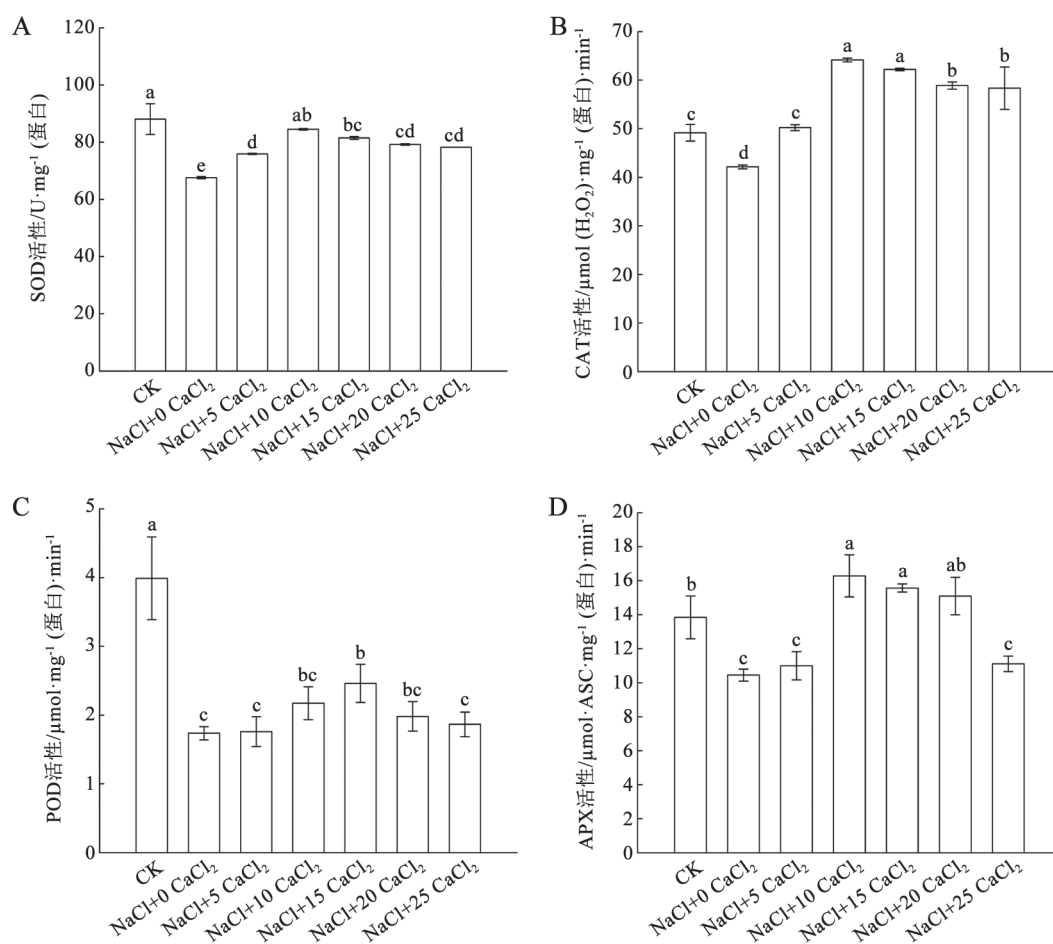 A
SOD活性/U·mg⁻¹ (蛋白)
120
100
80
60
40
20
0
a
e
d
ab
bc
cd
cd
CK
NaCl+0 CaCl₂
NaCl+5 CaCl₂
NaCl+10 CaCl₂
NaCl+15 CaCl₂
NaCl+20 CaCl₂
NaCl+25 CaCl₂
B
CAT活性/μmol (H₂O₂)·mg⁻¹ (蛋白)·min⁻¹
70
60
50
40
30
20
10
0
c
d
c
a
a
b
b
CK
NaCl+0 CaCl₂
NaCl+5 CaCl₂
NaCl+10 CaCl₂
NaCl+15 CaCl₂
NaCl+20 CaCl₂
NaCl+25 CaCl₂
C
POD活性/μmol·mg⁻¹ (蛋白)·min⁻¹
5
4
3
2
1
0
a
c
c
bc
b
bc
c
CK
NaCl+0 CaCl₂
NaCl+5 CaCl₂
NaCl+10 CaCl₂
NaCl+15 CaCl₂
NaCl+20 CaCl₂
NaCl+25 CaCl₂
D
APX活性/μmol·ASC·mg⁻¹ (蛋白)·min⁻¹
20
18
16
14
12
10
8
6
4
2
0
b
c
c
a
a
ab
c
CK
NaCl+0 CaCl₂
NaCl+5 CaCl₂
NaCl+10 CaCl₂
NaCl+15 CaCl₂
NaCl+20 CaCl₂
NaCl+25 CaCl₂